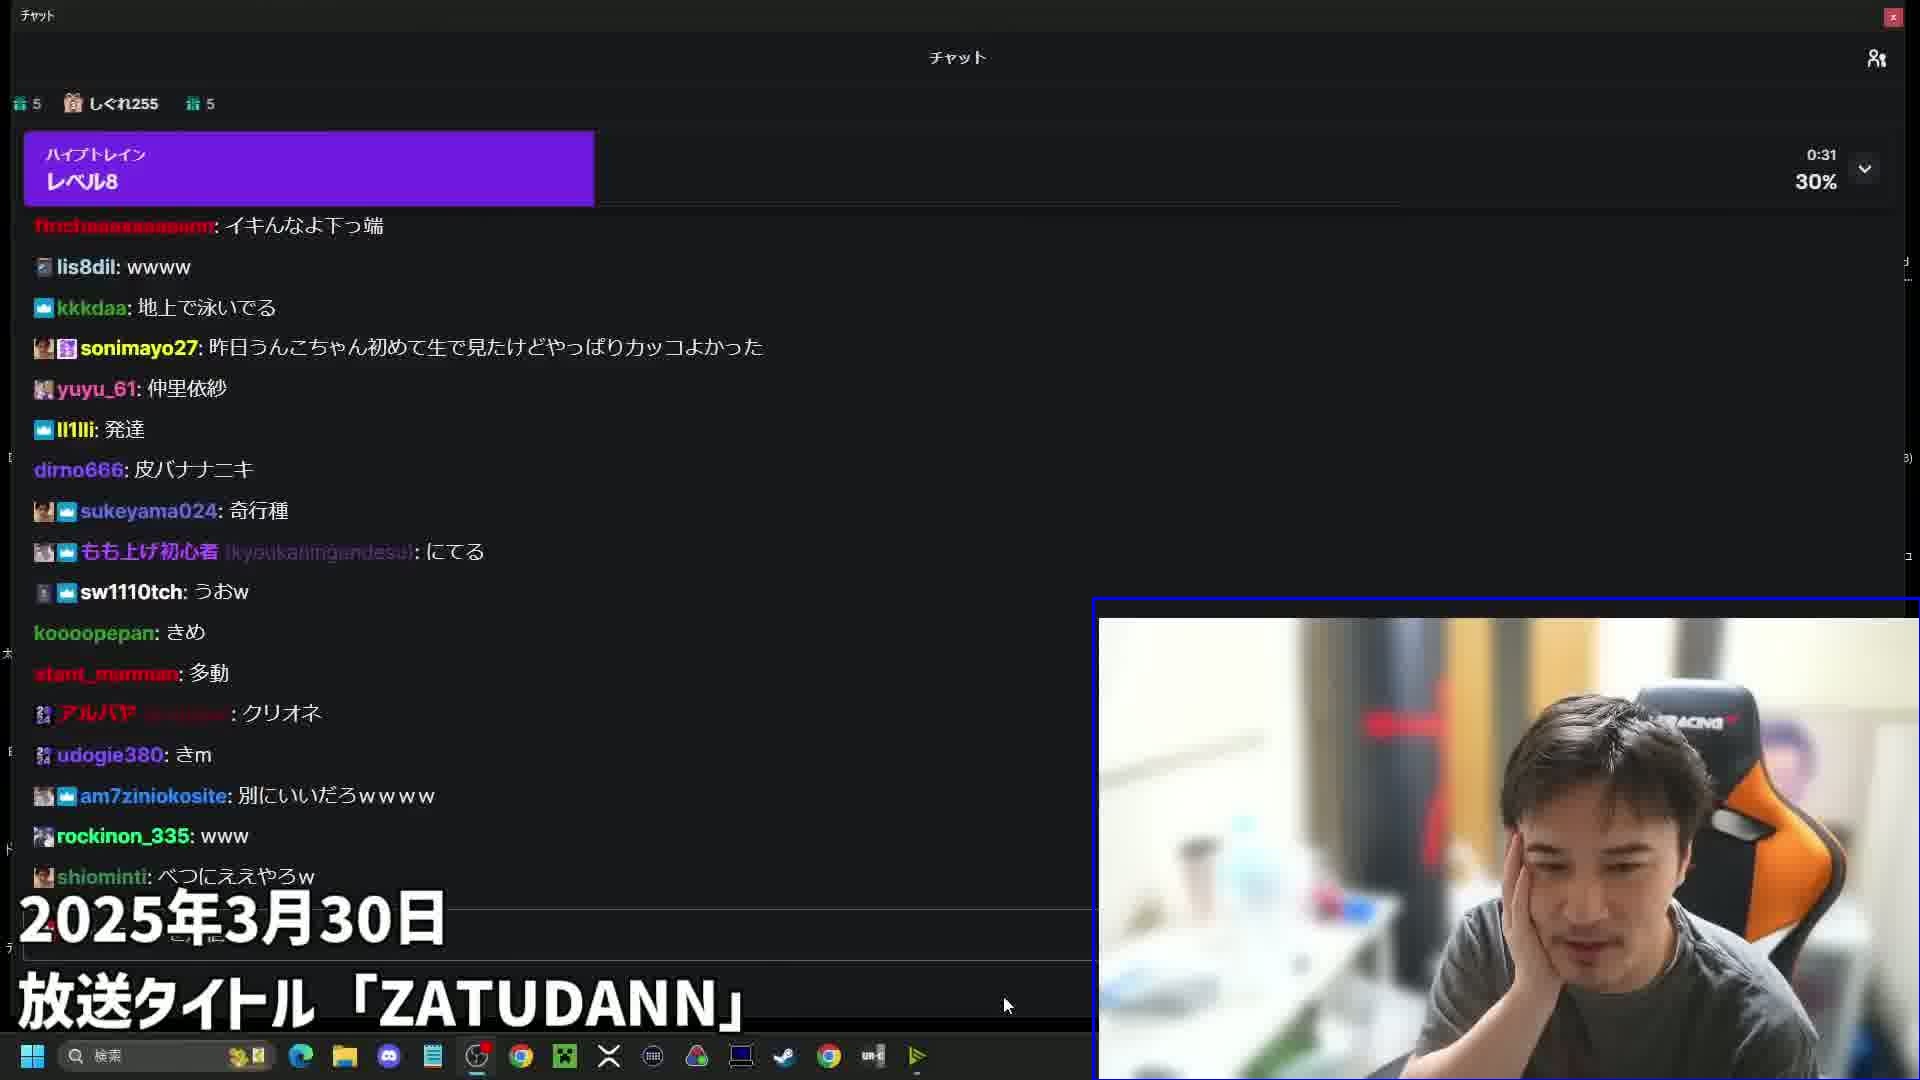 チャット
チャット
5 しぐれ255 5
ハイプトレイン
レベル8
0:31
30%
: イキんなよ下っ端
lis8dil: wwww
kkkdaa: 地上で泳いでる
sonimayo27: 昨日うんこちゃん初めて生で見たけどやっぱりカッコよかった
yuyu_61: 仲里依紗
ll1lli: 発達
dirno666: 皮バナナニキ
sukeyama024: 奇行種
もも上げ初心者 (kyoukaningendesu): にてる
sw1110tch: うおw
koooopepan: きめ
: 多動
アルパヤ : クリオネ
udogie380: きm
am7ziniokosite: 別にいいだろｗｗｗｗ
rockinon_335: www
shiominti: べつにええやろw
2025年3月30日
放送タイトル「ZATUDANN」
検索
RACING